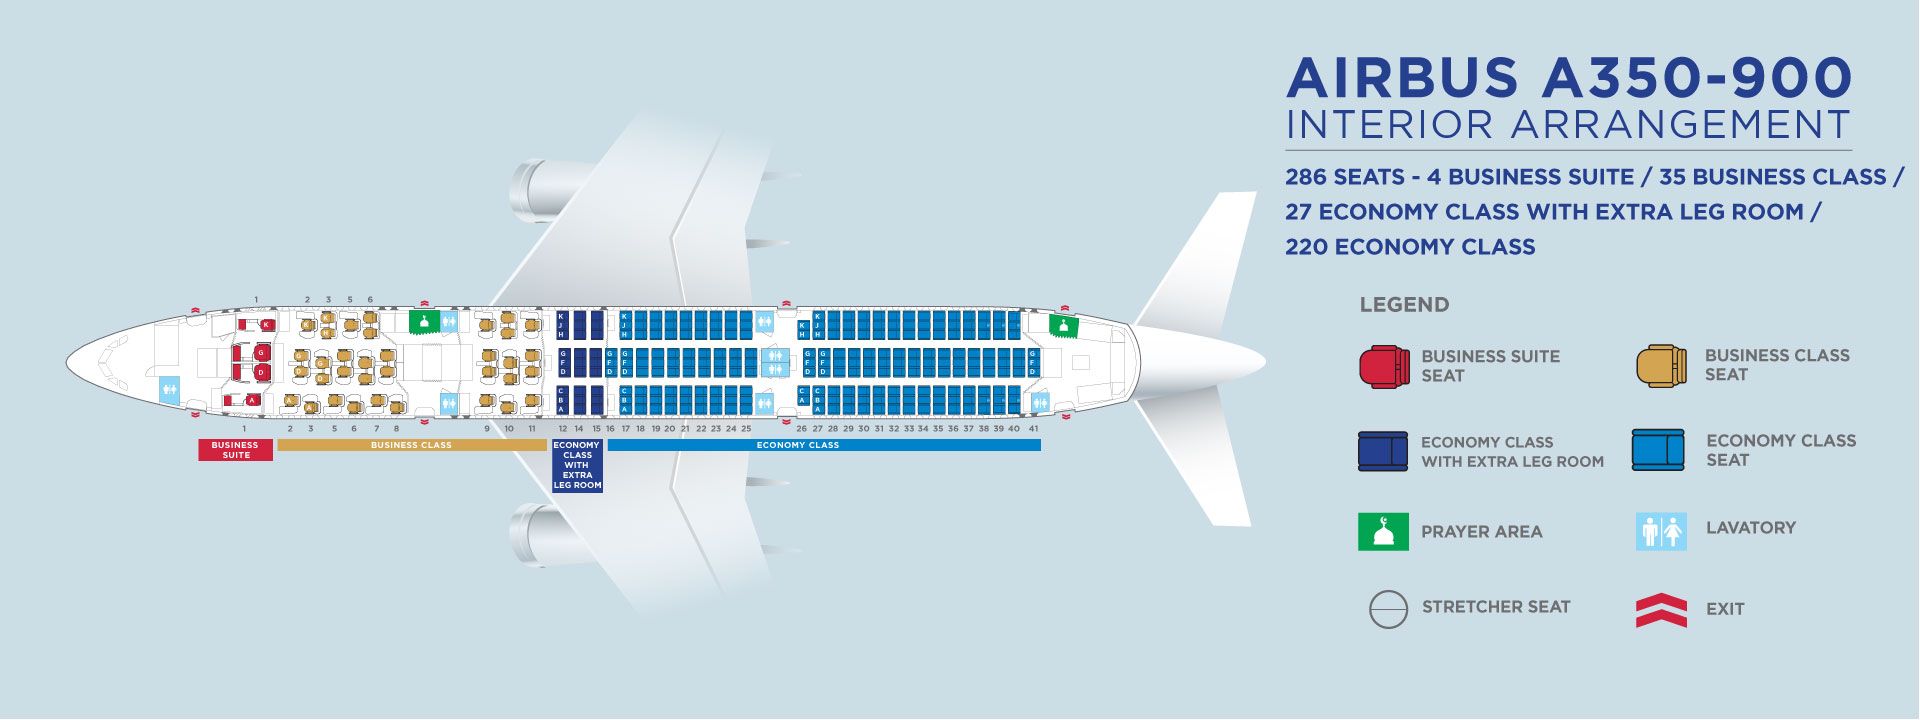 AIRBUS A350-900
INTERIOR ARRANGEMENT
286 SEATS - 4 BUSINESS SUITE / 35 BUSINESS CLASS /
27 ECONOMY CLASS WITH EXTRA LEG ROOM /
220 ECONOMY CLASS
LEGEND
BUSINESS SUITE
SEAT
BUSINESS CLASS
SEAT
ECONOMY CLASS
WITH EXTRA LEG ROOM
ECONOMY CLASS
SEAT
PRAYER AREA
LAVATORY
STRETCHER SEAT
EXIT
1 2 3 5 6
K K K J H K J H K H K J H
G D G D G F D G F D G F D G F D G F D G F D
A A A C B A C B A C A C B A
1 2 3 5 6 7 8 9 10 11 12 14 15 16 17 18 19 20 21 22 23 24 25 26 27 28 29 30 31 32 33 34 35 36 37 38 39 40 41
BUSINESS
SUITE
BUSINESS CLASS
ECONOMY
CLASS
WITH
EXTRA
LEG ROOM
ECONOMY CLASS